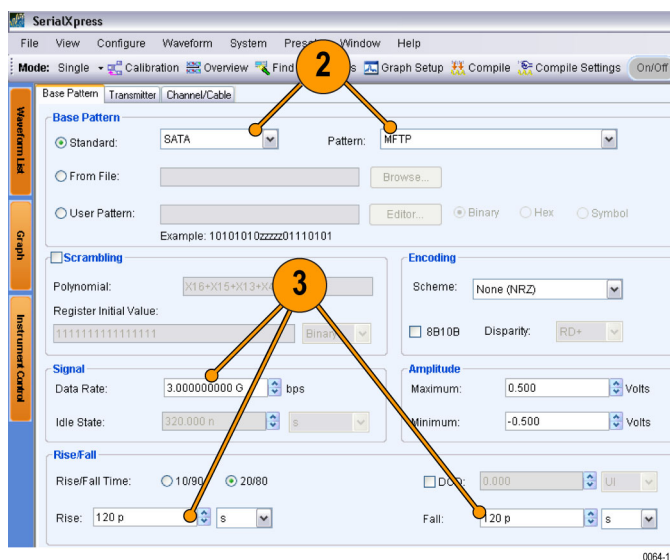 SerialXpress
File View Configure Waveform System Window Help
Mode: Single Calibration Overview Find s Graph Setup Compile Compile Settings On/Off
2
Base Pattern Transmitter Channel/Cable
Waveform List
Graph
Instrument Control
Base Pattern
Standard: SATA Pattern: MFTP
From File: Browse...
User Pattern: Editor... Binary Hex Symbol
Example: 10101010zzzzz01110101
Scrambling
Polynomial: X16+X15+X13+X4
Register Initial Value:
1111111111111111 Binary
3
Encoding
Scheme: None (NRZ)
8B10B Disparity: RD+
Signal
Data Rate: 3.000000000 G bps
Idle State: 320.000 n s
Amplitude
Maximum: 0.500 Volts
Minimum: -0.500 Volts
Rise/Fall
Rise/Fall Time: 10/90 20/80
0.000 UI
Rise: 120 p s
Fall: 120 p s
0064-1